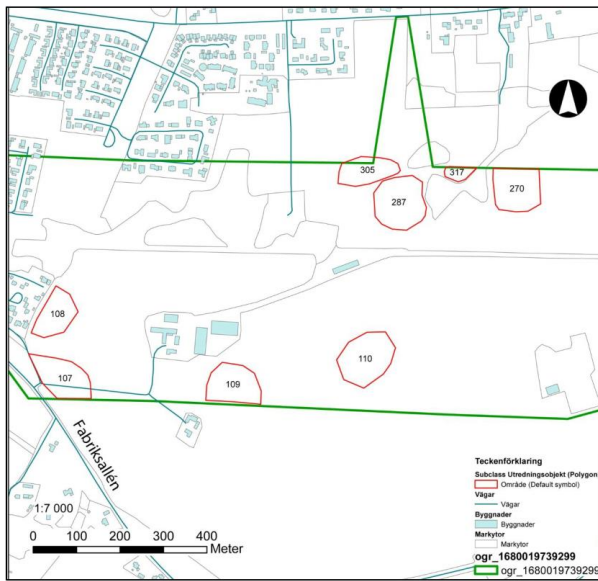 305
317
270
287
108
110
107
109
Fabriksallén
1:7 000
0 100 200 300 400
Meter
Teckenförklaring
Subclass Utredningsobjekt (Polygon
Område (Default symbol)
Vägar
Vägar
Byggnader
Byggnader
Markytor
Markytor
ogr_1680019739299
ogr_1680019739299